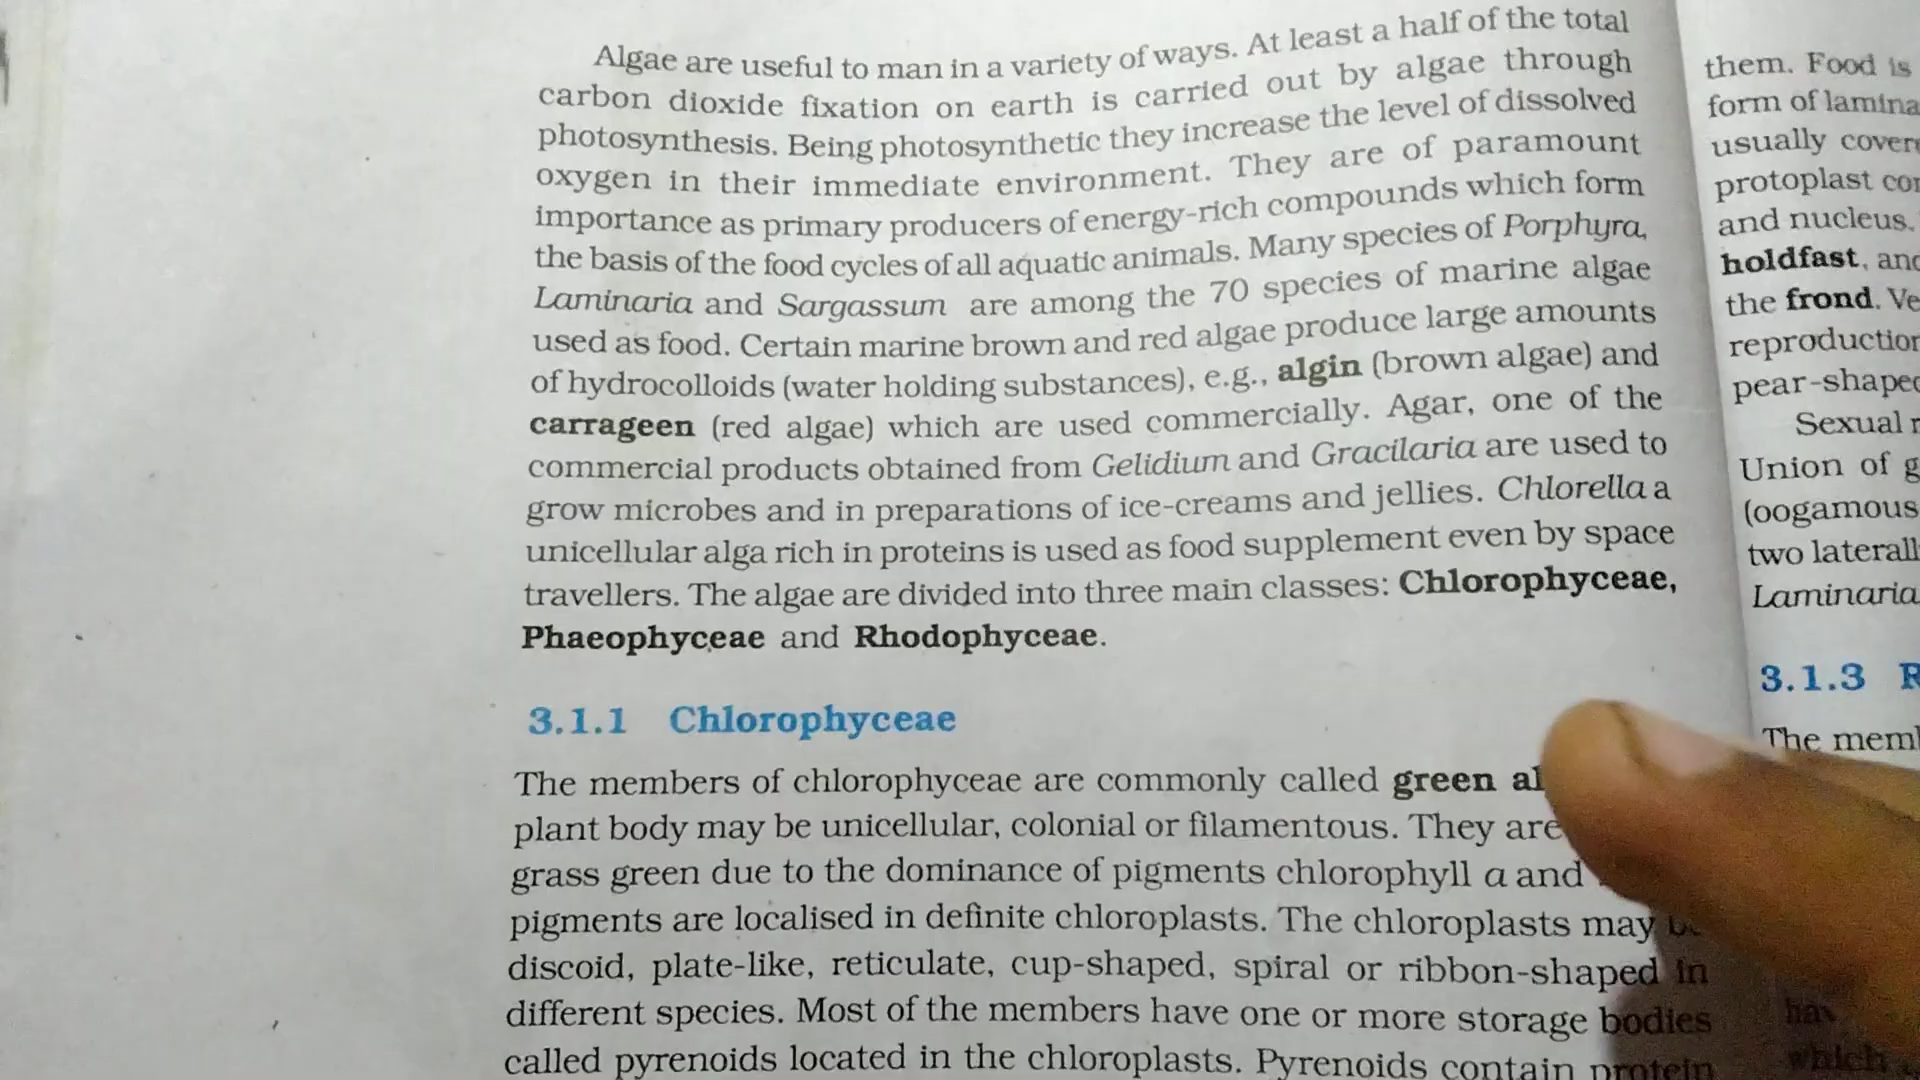 Algae are useful to man in a variety of ways. At least a half of the total
carbon dioxide fixation on earth is carried out by algae through
photosynthesis. Being photosynthetic they increase the level of dissolved
oxygen in their immediate environment. They are of paramount
importance as primary producers of energy-rich compounds which form
the basis of the food cycles of all aquatic animals. Many species of Porphyra,
Laminaria and Sargassum are among the 70 species of marine algae
used as food. Certain marine brown and red algae produce large amounts
of hydrocolloids (water holding substances), e.g., algin (brown algae) and
carrageen (red algae) which are used commercially. Agar, one of the
commercial products obtained from Gelidium and Gracilaria are used to
grow microbes and in preparations of ice-creams and jellies. Chlorella a
unicellular alga rich in proteins is used as food supplement even by space
travellers. The algae are divided into three main classes: Chlorophyceae,
Phaeophyceae and Rhodophyceae.
3.1.1 Chlorophyceae
The members of chlorophyceae are commonly called green
plant body may be unicellular, colonial or filamentous. They are
grass green due to the dominance of pigments chlorophyll a and
pigments are localised in definite chloroplasts. The chloroplasts may
discoid, plate-like, reticulate, cup-shaped, spiral or ribbon-shaped in
different species. Most of the members have one or more storage bodies
called pyrenoids located in the chloroplasts. Pyrenoids contain protein
them. Food is
form of lamina
usually cover
protoplast
and nucleus.
holdfast, and
the frond.
reproduction
pear-shaped
Sexual
Union of
(oogamous
two laterall
Laminaria
3.1.3
The
which